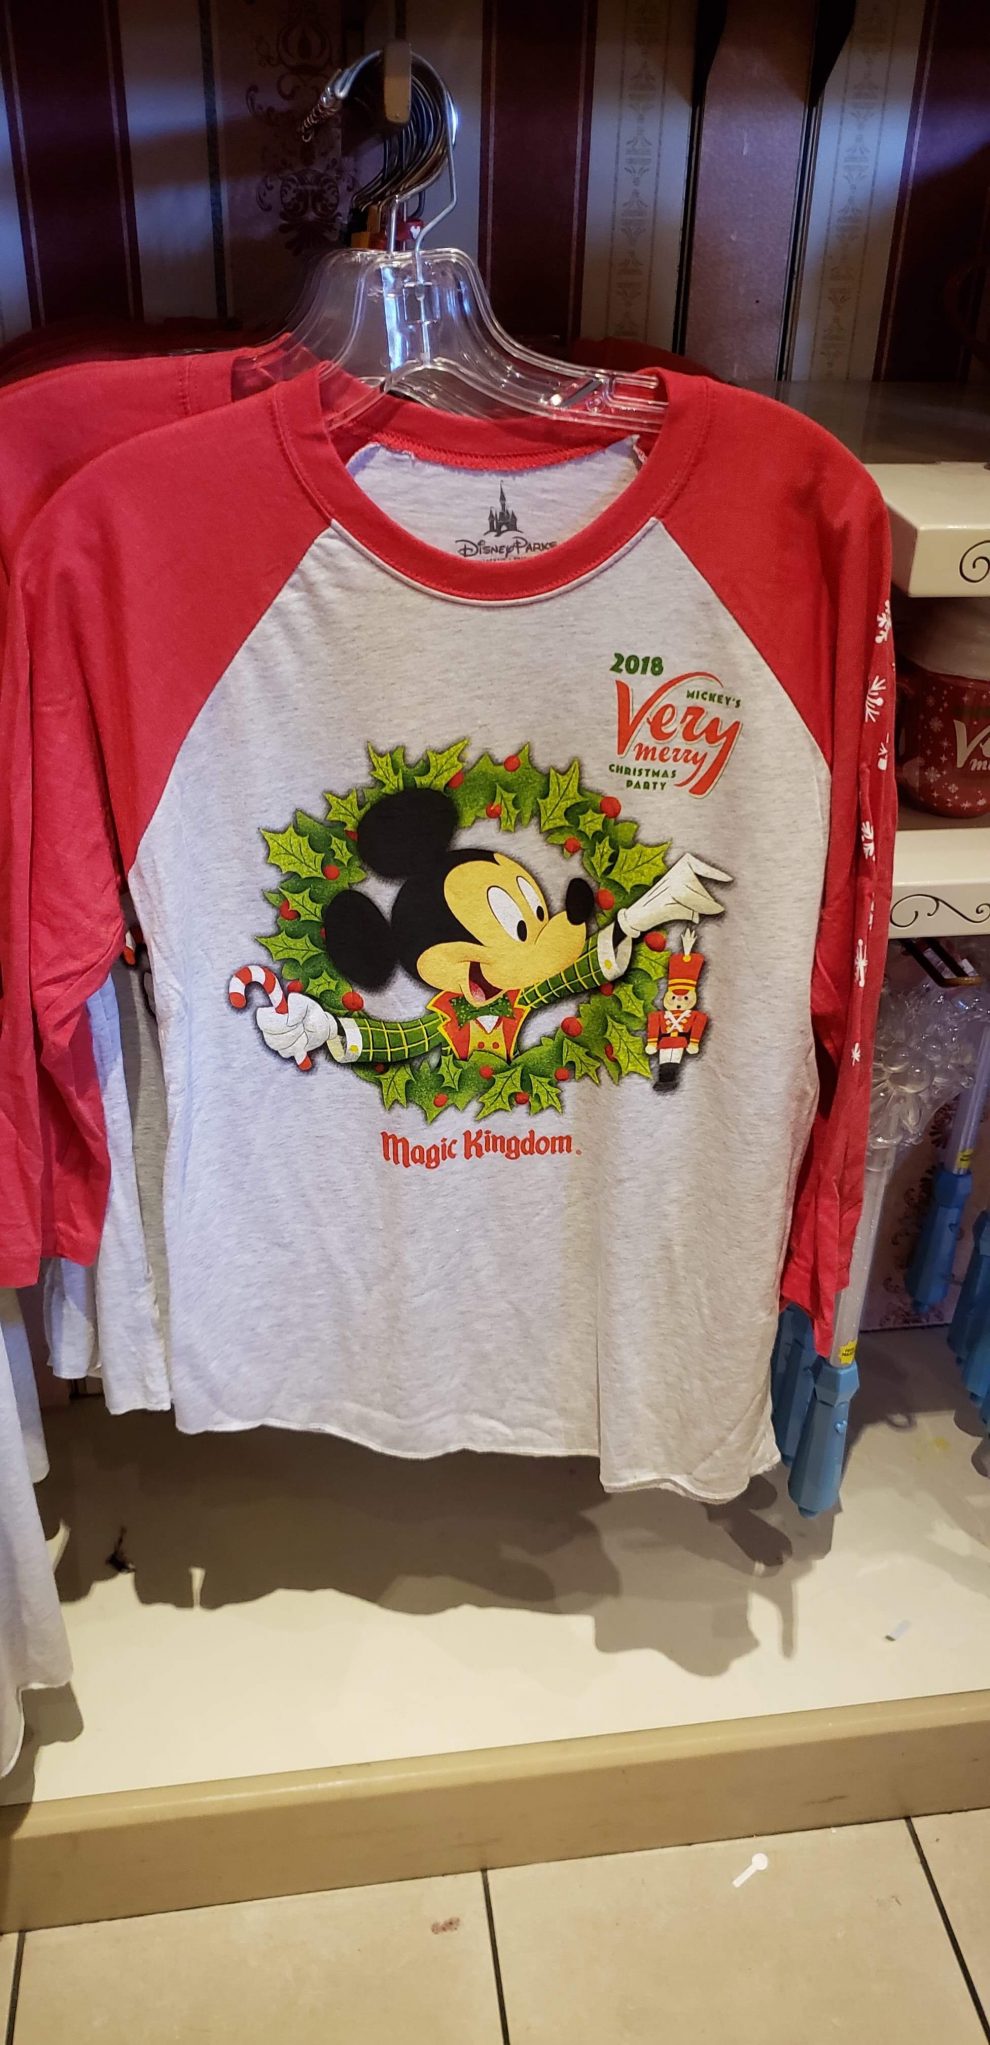 Disney Parks
2018
MICKEY'S
Very
merry
CHRISTMAS
PARTY
Magic Kingdom.